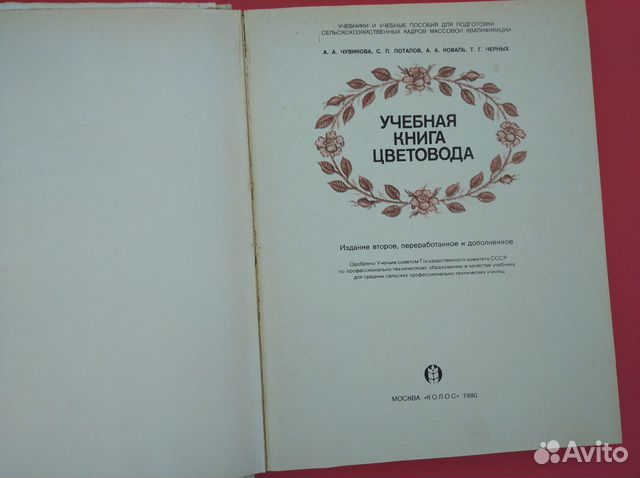 УЧЕБНИКИ И УЧЕБНЫЕ ПОСОБИЯ ДЛЯ ПОДГОТОВКИ
СЕЛЬСКОХОЗЯЙСТВЕННЫХ КАДРОВ МАССОВОЙ КВАЛИФИКАЦИИ
А. А. ЧУВИКОВА, С. П. ПОТАПОВ, А. А. КОВАЛЬ, Т. Г. ЧЕРНЫХ
УЧЕБНАЯ
КНИГА
ЦВЕТОВОДА
Издание второе, переработанное и дополненное
Одобрено Ученым советом Государственного комитета СССР
по профессионально-техническому образованию в качестве учебника
для средних сельских профессионально-технических училищ
МОСКВА «КОЛОС» 1980
Avito